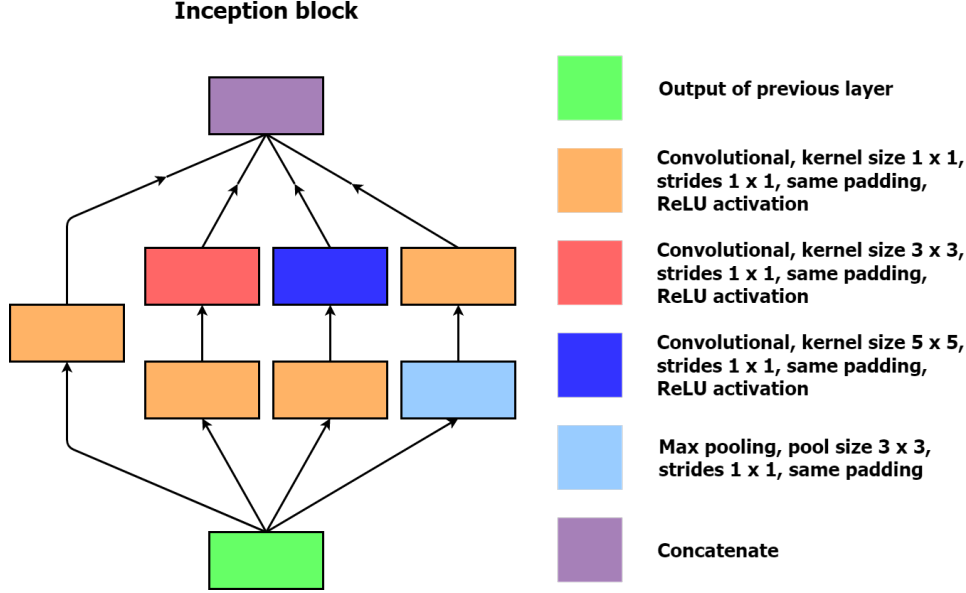 Inception block
Output of previous layer
Convolutional, kernel size 1 x 1,
strides 1 x 1, same padding,
ReLU activation
Convolutional, kernel size 3 x 3,
strides 1 x 1, same padding,
ReLU activation
Convolutional, kernel size 5 x 5,
strides 1 x 1, same padding,
ReLU activation
Max pooling, pool size 3 x 3,
strides 1 x 1, same padding
Concatenate